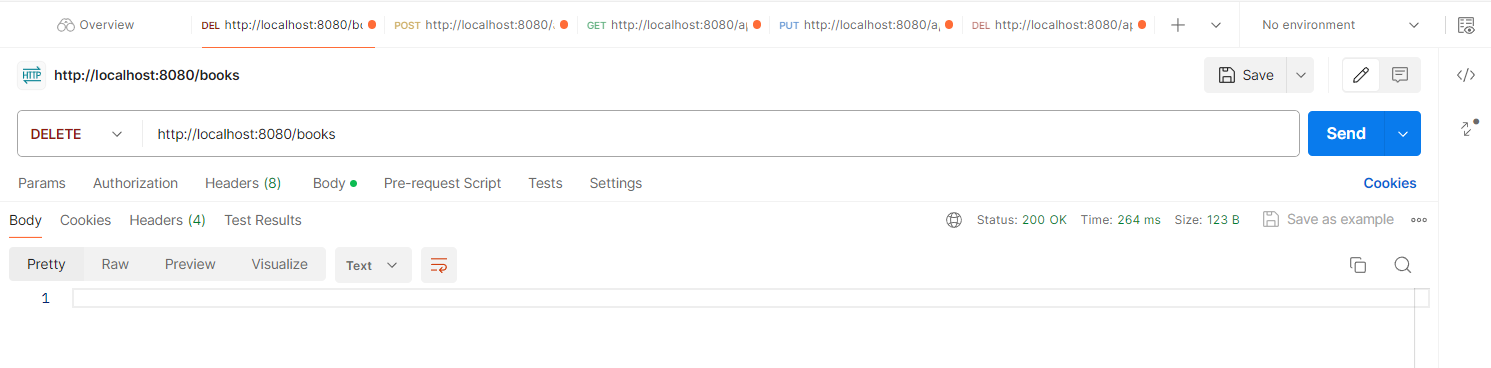 Overview
DEL http://localhost:8080/bo
POST http://localhost:8080/
GET http://localhost:8080/ap
PUT http://localhost:8080/a
DEL http://localhost:8080/ap
No environment
HTTP http://localhost:8080/books
Save
DELETE http://localhost:8080/books
Send
Params Authorization Headers (8) Body Pre-request Script Tests Settings Cookies
Body Cookies Headers (4) Test Results Status: 200 OK Time: 264 ms Size: 123 B Save as example
Pretty Raw Preview Visualize Text
1